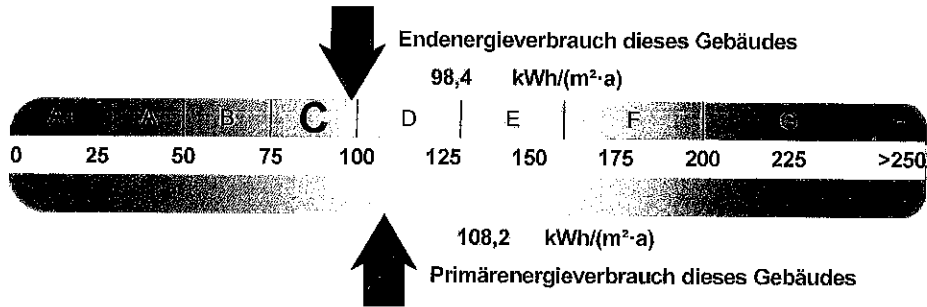 Endenergieverbrauch dieses Gebäudes
98,4 kWh/(m²·a)
A+ A B C D E F G H
0 25 50 75 100 125 150 175 200 225 >250
108,2 kWh/(m²·a)
Primärenergieverbrauch dieses Gebäudes